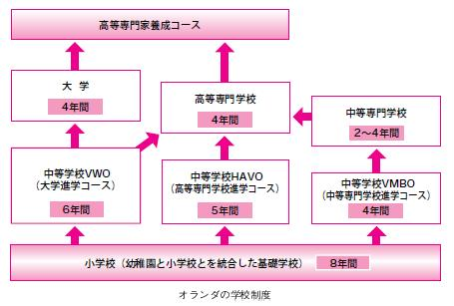 高等専門家養成コース
大学
4年間
高等専門学校
4年間
中等専門学校
2〜4年間
中等学校VWO
(大学進学コース)
6年間
中等学校HAVO
(高等専門学校進学コース)
5年間
中等学校VMBO
(中等専門学校進学コース)
4年間
小学校(幼稚園と小学校とを統合した基礎学校) 8年間
オランダの学校制度